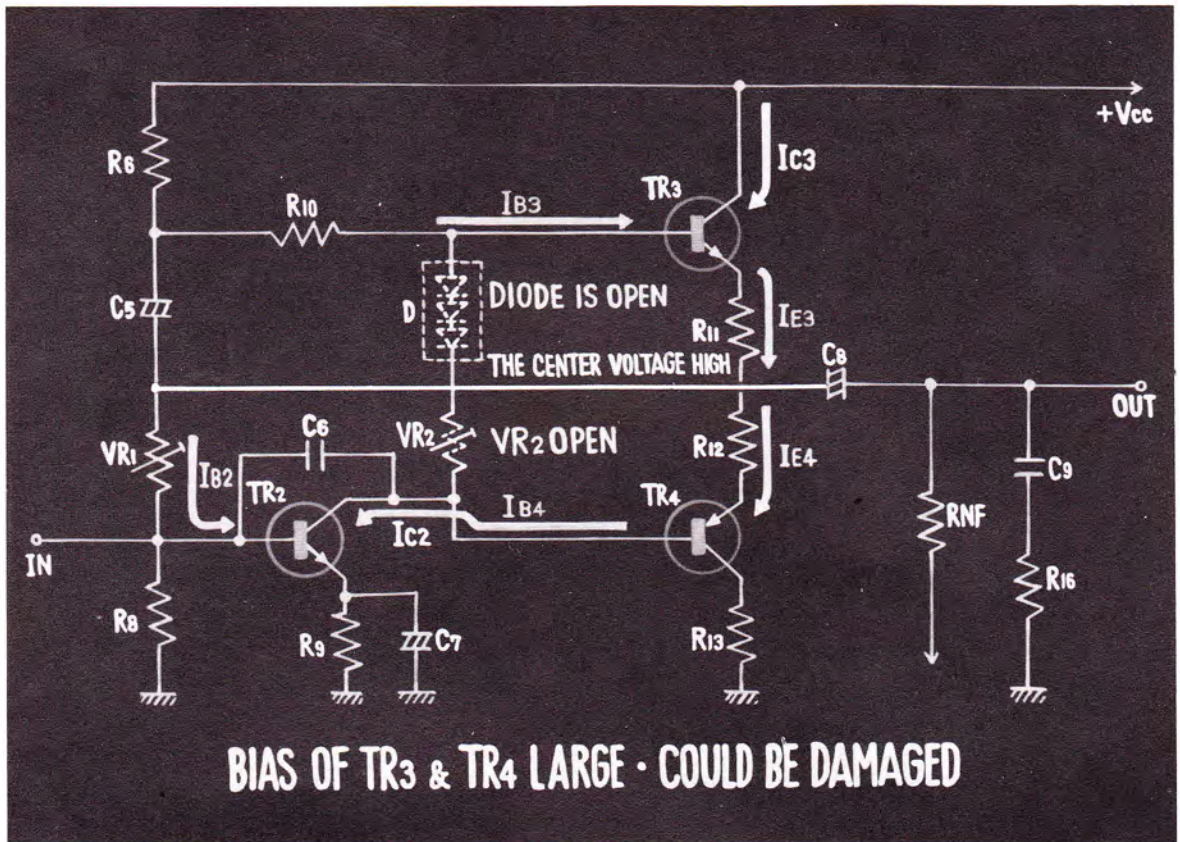 +Vcc
R6
IC3
TR3
R10
IB3
C5
D
DIODE IS OPEN
R11
IE3
THE CENTER VOLTAGE HIGH
C8
OUT
VR1
IB2
C6
VR2
VR2 OPEN
R12
IE4
TR2
TR4
C9
IB4
IC2
RNF
IN
R16
R8
R9
C7
R13
BIAS OF TR3 & TR4 LARGE · COULD BE DAMAGED